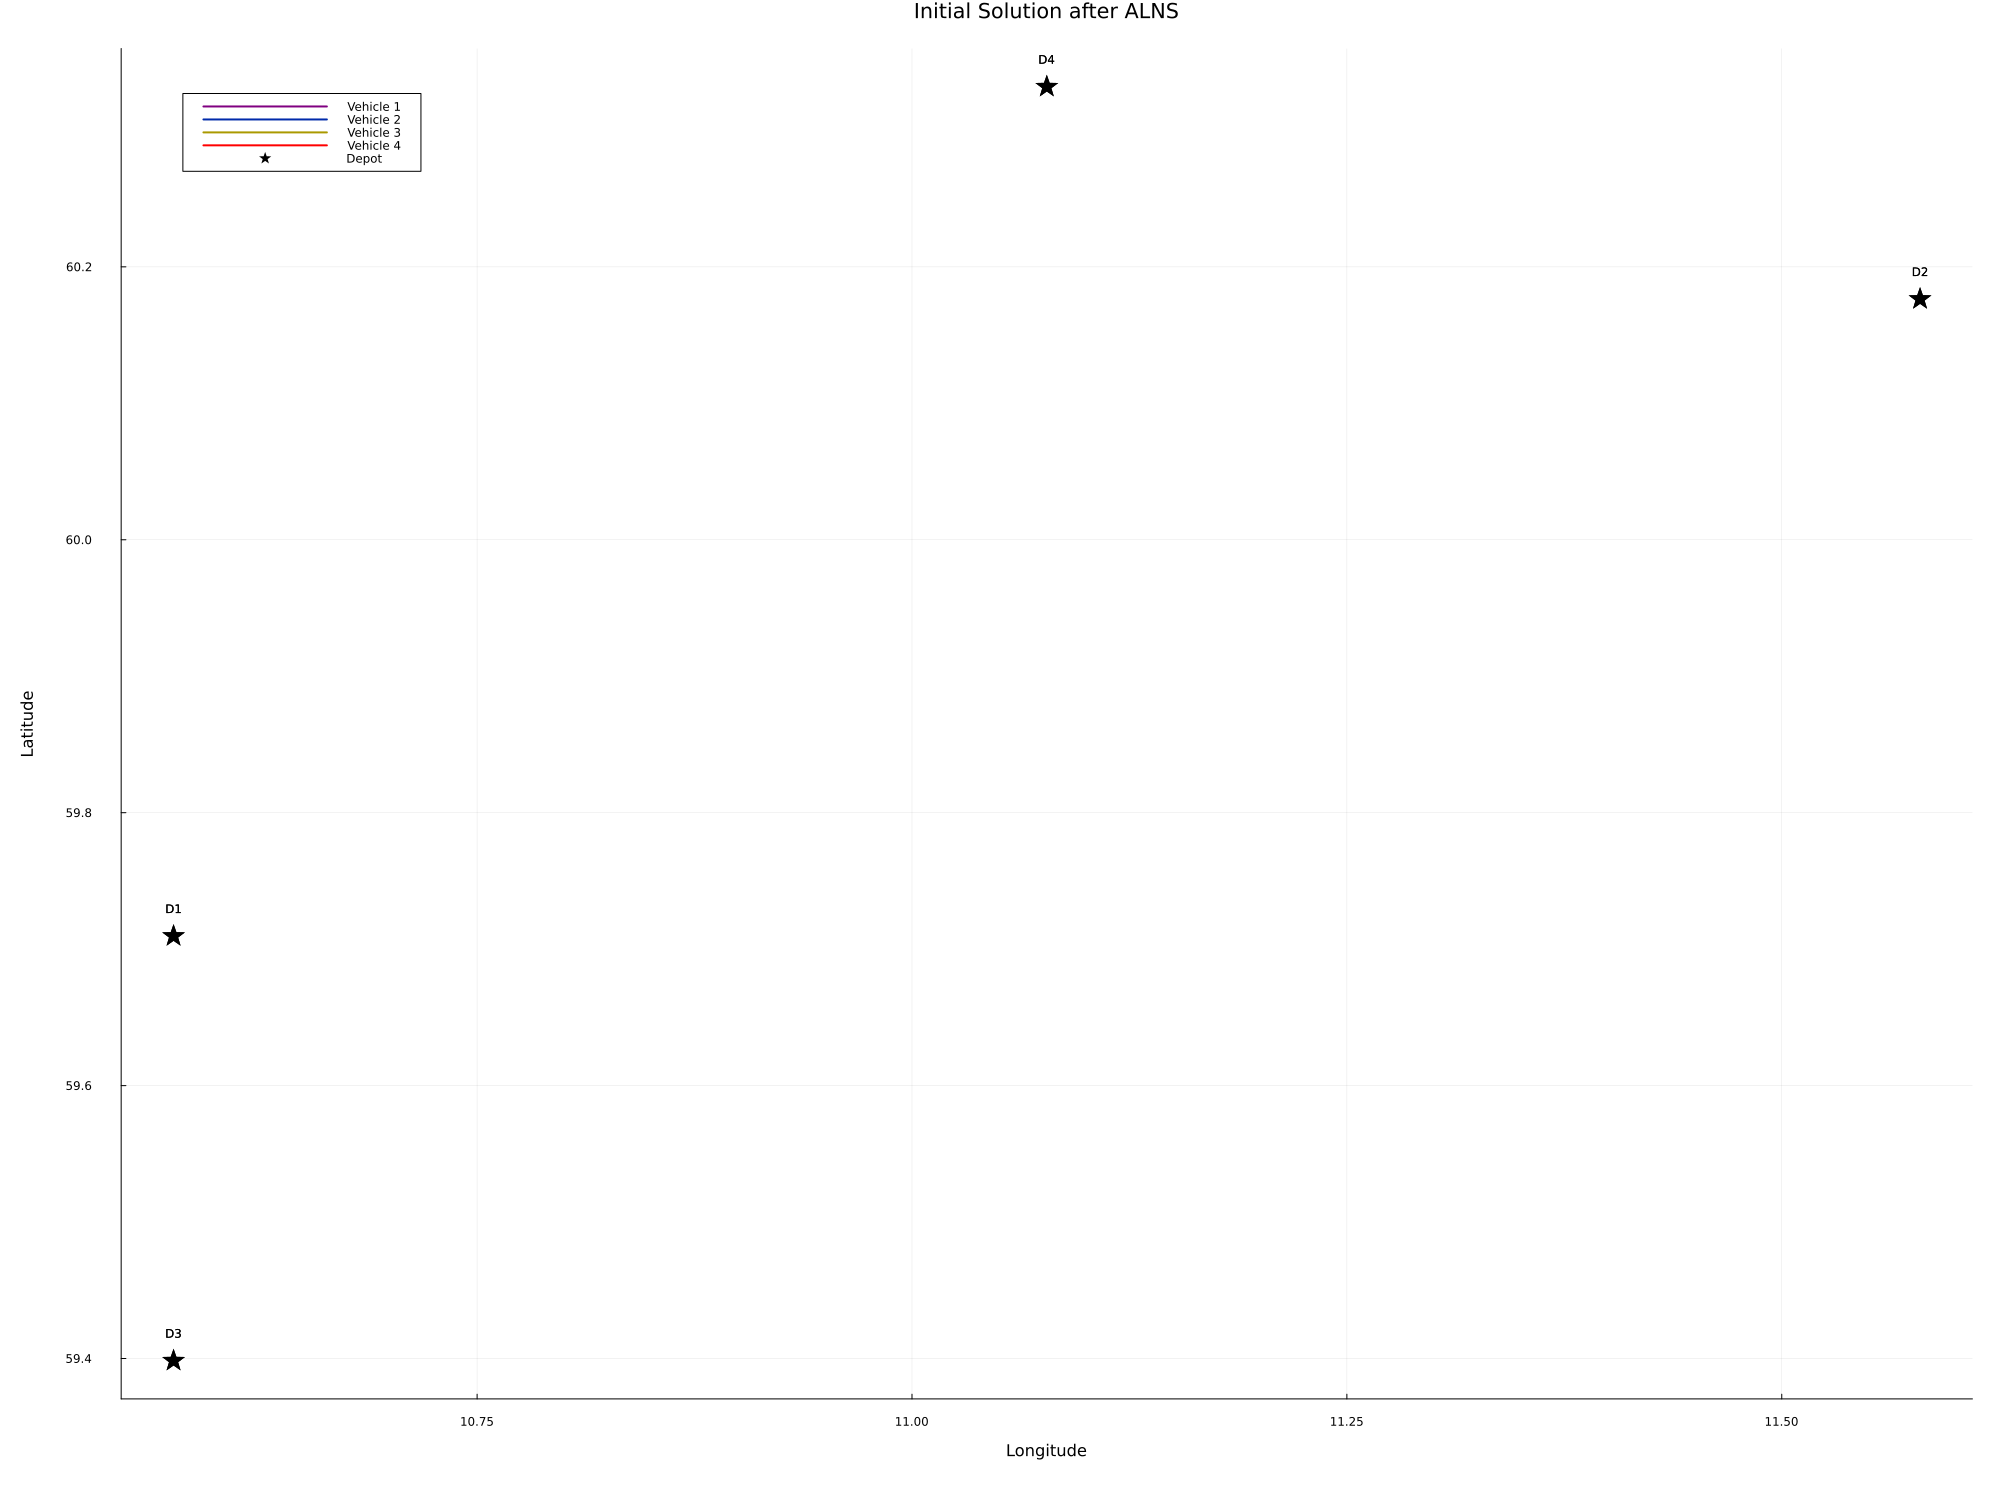 Initial Solution after ALNS
D4
Vehicle 1
Vehicle 2
Vehicle 3
Vehicle 4
Depot
60.2
D2
60.0
Latitude
59.8
D1
59.6
D3
59.4
10.75
11.00
11.25
11.50
Longitude